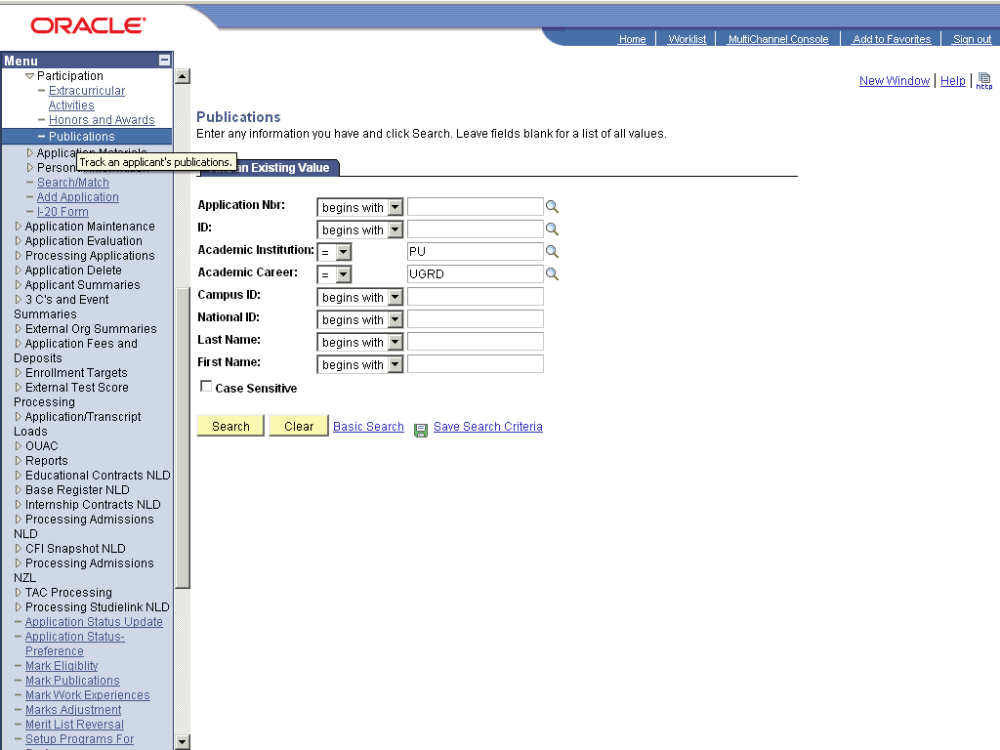 ORACLE®
Home
Worklist
MultiChannel Console
Add to Favorites
Sign out
Menu
Participation
Extracurricular
Activities
Honors and Awards
Publications
Application Materials
Track an applicant's publications.
Search/Match
Add Application
I-20 Form
Application Maintenance
Application Evaluation
Processing Applications
Application Delete
Applicant Summaries
3 C's and Event
Summaries
External Org Summaries
Application Fees and
Deposits
Enrollment Targets
External Test Score
Processing
Application/Transcript
Loads
OUAC
Reports
Educational Contracts NLD
Base Register NLD
Internship Contracts NLD
Processing Admissions
NLD
CFI Snapshot NLD
Processing Admissions
NZL
TAC Processing
Processing Studielink NLD
Application Status Update
Application Status-
Preference
Mark Eligiblity
Mark Publications
Mark Work Experiences
Marks Adjustment
Merit List Reversal
Setup Programs For
New Window | Help |
http
Publications
Enter any information you have and click Search. Leave fields blank for a list of all values.
an Existing Value
Application Nbr: begins with
ID: begins with
Academic Institution: = PU
Academic Career: = UGRD
Campus ID: begins with
National ID: begins with
Last Name: begins with
First Name: begins with
Case Sensitive
Search Clear Basic Search Save Search Criteria